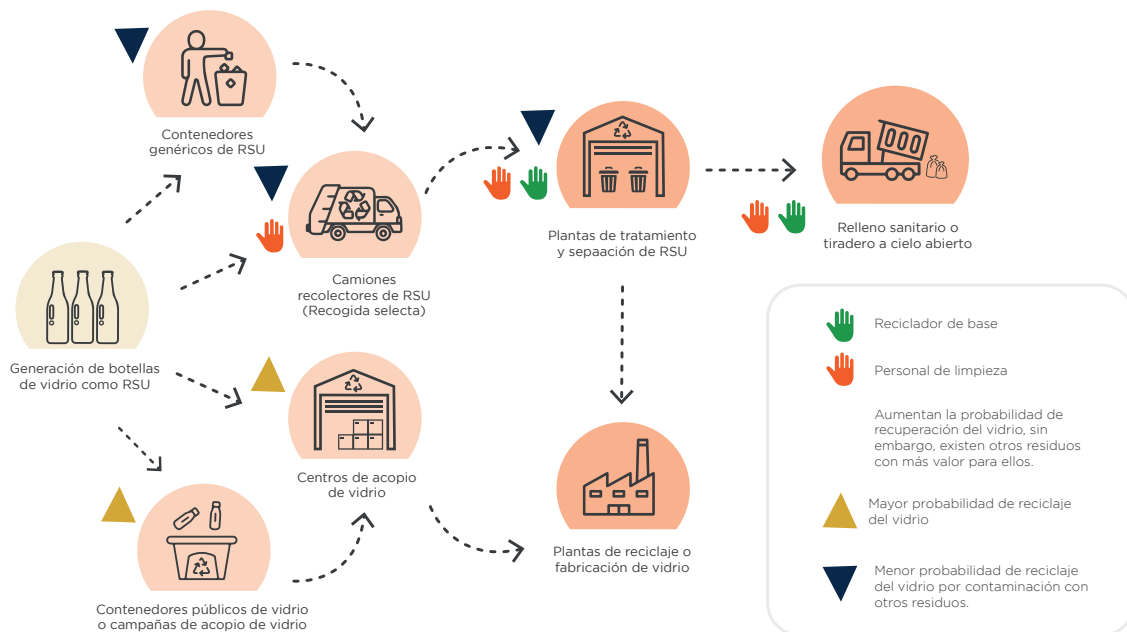 Contenedores
genéricos de RSU
Camiones
recolectores de RSU
(Recogida selecta)
Plantas de tratamiento
y sepaación de RSU
Relleno sanitario o
tiradero a cielo abierto
Generación de botellas
de vidrio como RSU
Centros de acopio
de vidrio
Contenedores públicos de vidrio
o campañas de acopio de vidrio
Plantas de reciclaje o
fabricación de vidrio
Reciclador de base
Personal de limpieza
Aumentan la probabilidad de
recuperación del vidrio, sin
embargo, existen otros residuos
con más valor para ellos.
Mayor probabilidad de reciclaje
del vidrio
Menor probabilidad de reciclaje
del vidrio por contaminación con
otros residuos.